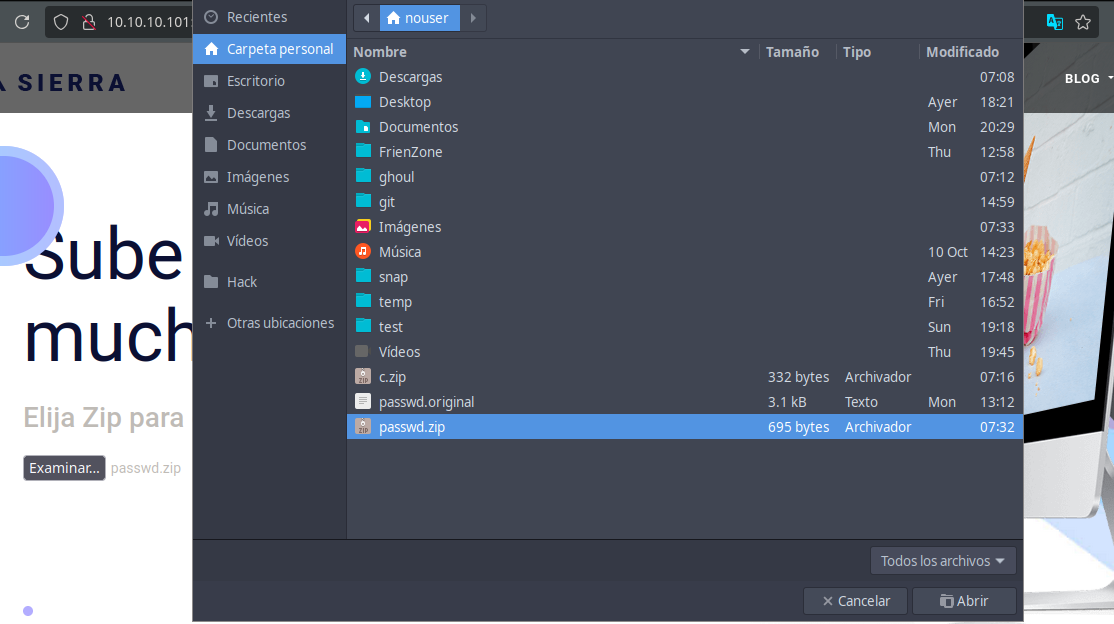 10.10.10.101:
SIERRA
BLOG
Sube
much
Elija Zip para
Examinar... passwd.zip
Recientes
Carpeta personal
Escritorio
Descargas
Documentos
Imágenes
Música
Vídeos
Hack
Otras ubicaciones
nouser
Nombre Tamaño Tipo Modificado
Descargas 07:08
Desktop Ayer 18:21
Documentos Mon 20:29
FrienZone Thu 12:58
ghoul 07:12
git 14:59
Imágenes 07:33
Música 10 Oct 14:23
snap Ayer 17:48
temp Fri 16:52
test Sun 19:18
Vídeos Thu 19:45
c.zip 332 bytes Archivador 07:16
passwd.original 3.1 kB Texto Mon 13:12
passwd.zip 695 bytes Archivador 07:32
Todos los archivos
Cancelar Abrir